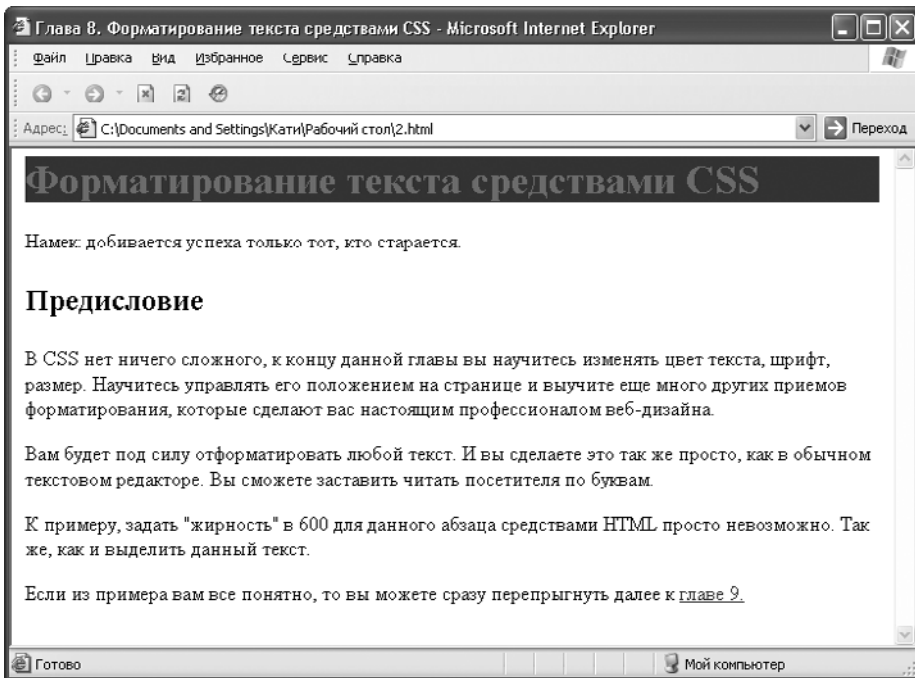 Глава 8. Форматирование текста средствами CSS - Microsoft Internet Explorer
Файл Правка Вид Избранное Сервис Справка
Адрес: C:\Documents and Settings\Кати\Рабочий стол\2.html Переход
Форматирование текста средствами CSS
Намек: добивается успеха только тот, кто старается.
Предисловие
В CSS нет ничего сложного, к концу данной главы вы научитесь изменять цвет текста, шрифт,
размер. Научитесь управлять его положением на странице и выучите еще много других приемов
форматирования, которые сделают вас настоящим профессионалом веб-дизайна.
Вам будет под силу отформатировать любой текст. И вы сделаете это так же просто, как в обычном
текстовом редакторе. Вы сможете заставить читать посетителя по буквам.
К примеру, задать "жирность" в 600 для данного абзаца средствами HTML просто невозможно. Так
же, как и выделить данный текст.
Если из примера вам все понятно, то вы можете сразу перепрыгнуть далее к главе 9.
Готово Мой компьютер